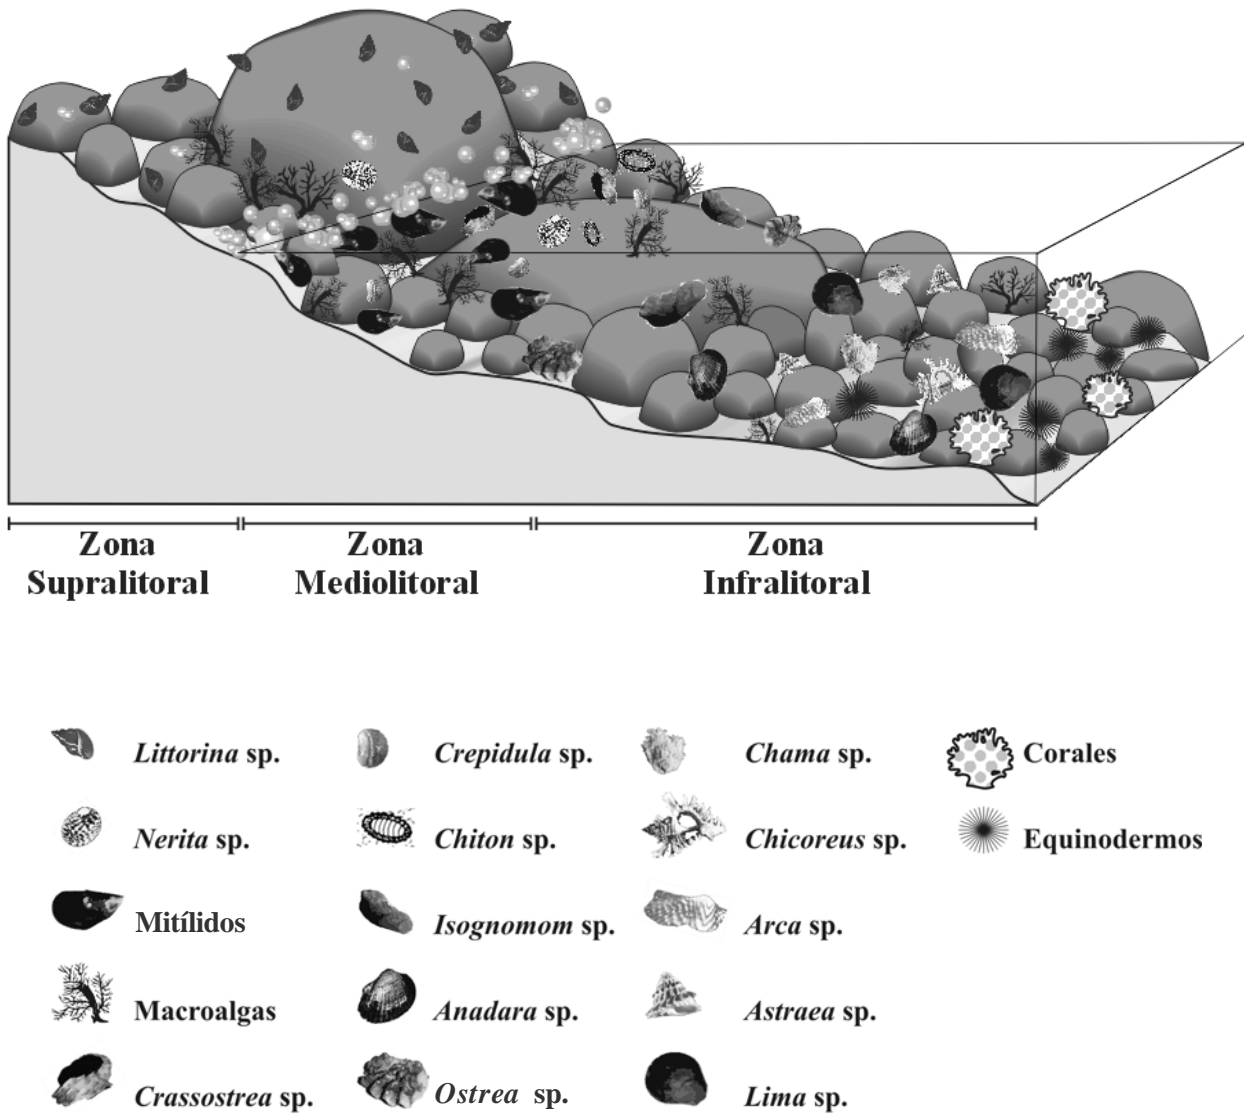 Zona
Supralitoral
Zona
Mediolitoral
Zona
Infralitoral
Littorina sp.
Crepidula sp.
Chama sp.
Corales
Nerita sp.
Chiton sp.
Chicoreus sp.
Equinodermos
Mitílidos
Isognomom sp.
Arca sp.
Macroalgas
Anadara sp.
Astraea sp.
Crassostrea sp.
Ostrea sp.
Lima sp.